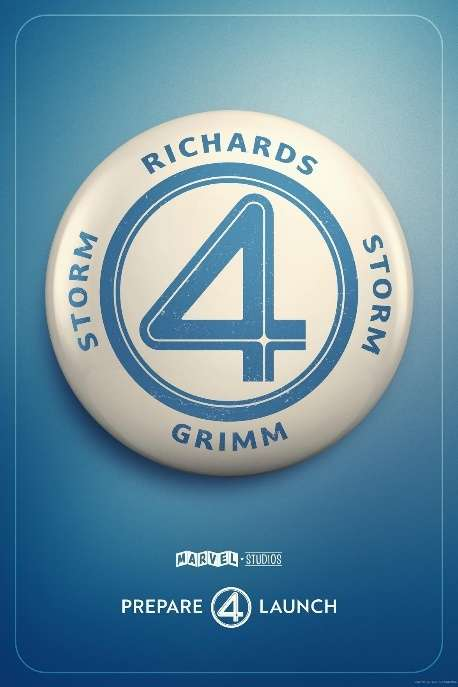 RICHARDS
STORM
STORM
4
GRIMM
MARVEL STUDIOS
PREPARE 4 LAUNCH